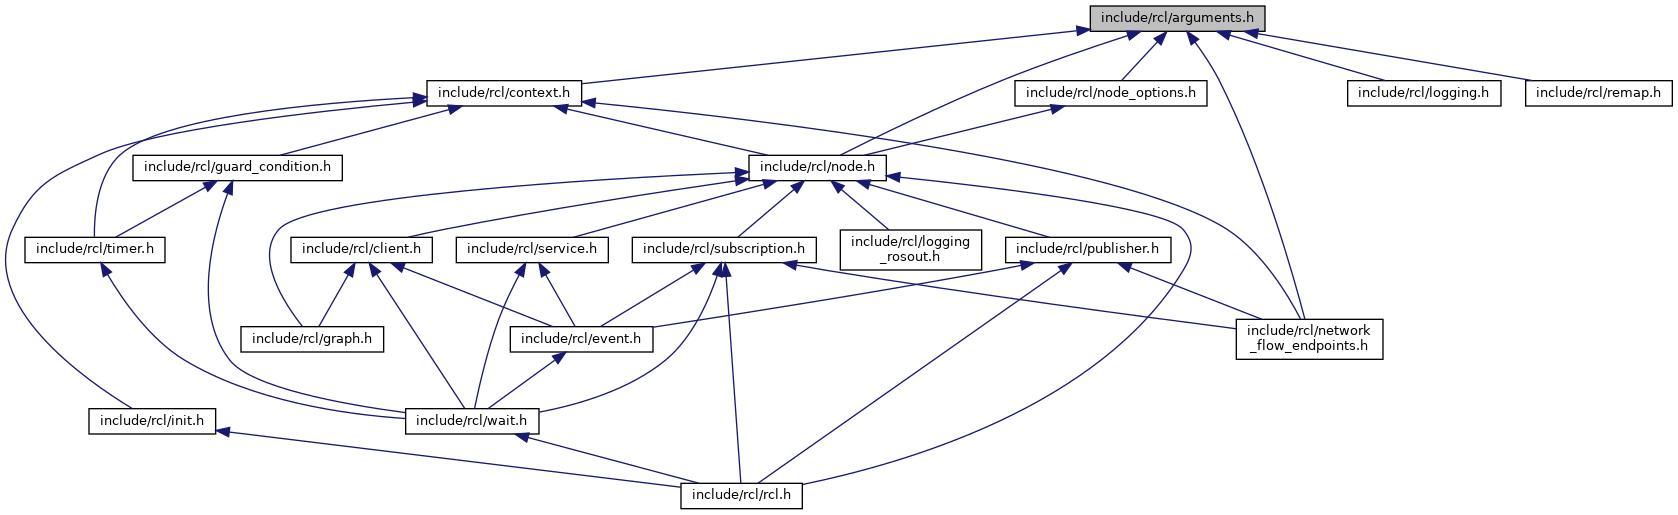 include/rcl/arguments.h
include/rcl/context.h
include/rcl/node_options.h
include/rcl/logging.h
include/rcl/remap.h
include/rcl/guard_condition.h
include/rcl/node.h
include/rcl/timer.h
include/rcl/client.h
include/rcl/service.h
include/rcl/subscription.h
include/rcl/logging
_rosout.h
include/rcl/publisher.h
include/rcl/graph.h
include/rcl/event.h
include/rcl/network
_flow_endpoints.h
include/rcl/init.h
include/rcl/wait.h
include/rcl/rcl.h